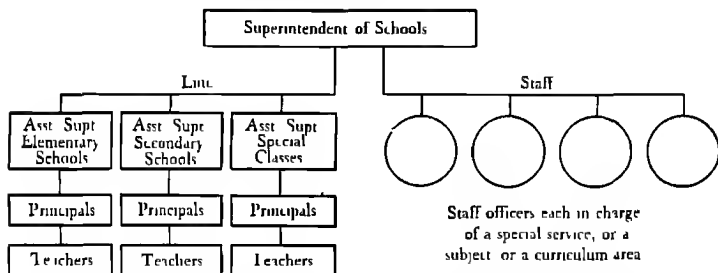 Superintendent of Schools
Line
Staff
Asst Supt
Elementary
Schools
Asst Supt
Secondary
Schools
Asst Supt
Special
Classes
Principals
Principals
Principals
Staff officers each in charge
of a special service, or a
subject or a curriculum area
Teachers
Teachers
Teachers